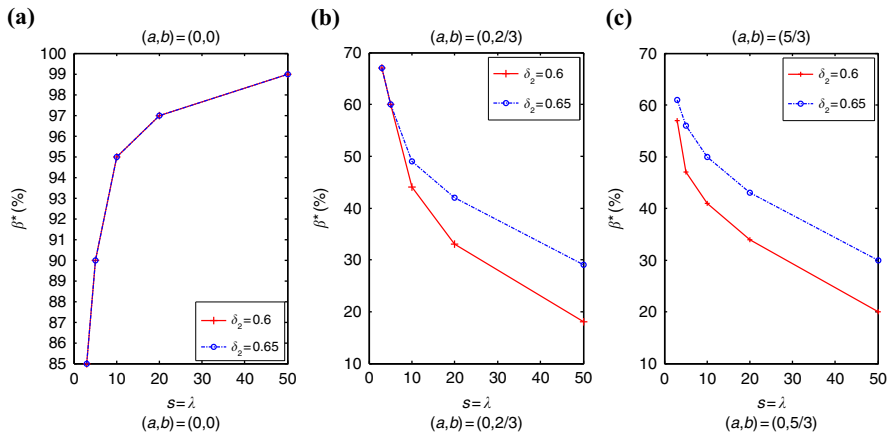 (a)
(a,b)=(0,0)
100
99
98
97
96
95
94
93
92
91
90
89
88
87
86
85
β*(%)
δ₂=0.6
δ₂=0.65
0 10 20 30 40 50
s=λ
(a,b)=(0,0)
(b)
(a,b)=(0,2/3)
70
60
50
40
30
20
10
β*(%)
δ₂=0.6
δ₂=0.65
0 10 20 30 40 50
s=λ
(a,b)=(0,2/3)
(c)
(a,b)=(5/3)
70
60
50
40
30
20
10
β*(%)
δ₂=0.6
δ₂=0.65
0 10 20 30 40 50
s=λ
(a,b)=(0,5/3)